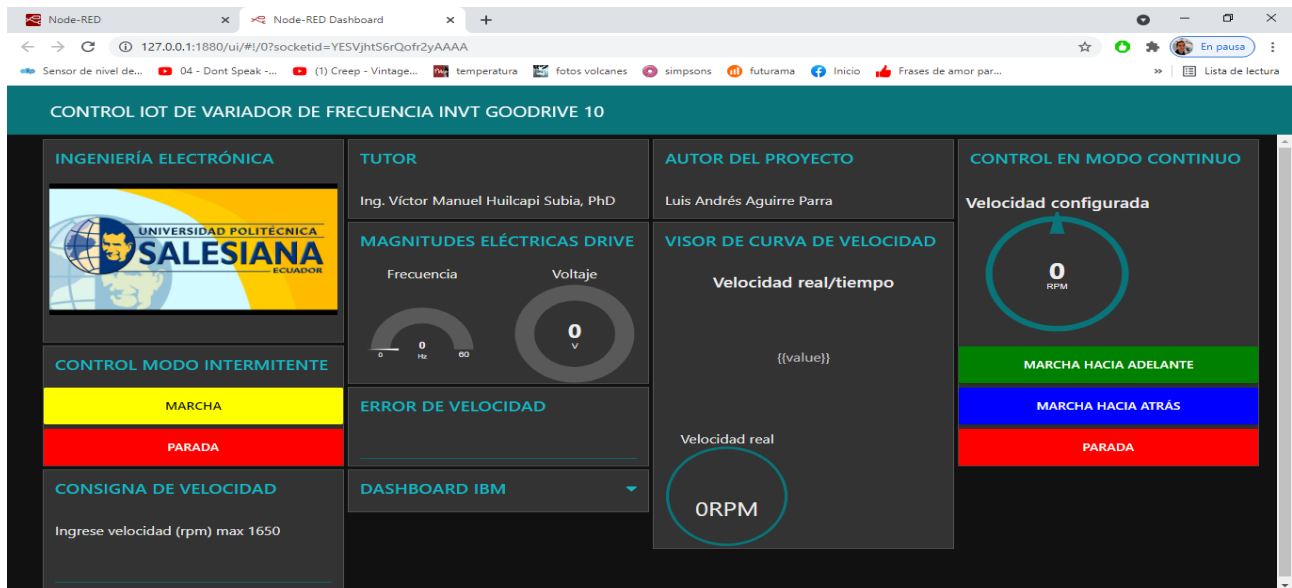 Node-RED
Node-RED Dashboard
127.0.0.1:1880/ui/#!/0?socketid=YESVjhtS6rQofr2yAAAA
En pausa
Sensor de nivel de...
04 - Dont Speak -...
(1) Creep - Vintage...
temperatura
fotos volcanes
simpsons
futurama
Inicio
Frases de amor par...
»
Lista de lectura
CONTROL IOT DE VARIADOR DE FRECUENCIA INVT GOODRIVE 10
INGENIERÍA ELECTRÓNICA
UNIVERSIDAD POLITÉCNICA
SALESIANA
ECUADOR
CONTROL MODO INTERMITENTE
MARCHA
PARADA
CONSIGNA DE VELOCIDAD
Ingrese velocidad (rpm) max 1650
TUTOR
Ing. Víctor Manuel Huilcapi Subia, PhD
MAGNITUDES ELÉCTRICAS DRIVE
Frecuencia
0
Hz
0
60
Voltaje
0
V
ERROR DE VELOCIDAD
DASHBOARD IBM
AUTOR DEL PROYECTO
Luis Andrés Aguirre Parra
VISOR DE CURVA DE VELOCIDAD
Velocidad real/tiempo
{{value}}
Velocidad real
0RPM
CONTROL EN MODO CONTINUO
Velocidad configurada
0
RPM
MARCHA HACIA ADELANTE
MARCHA HACIA ATRÁS
PARADA